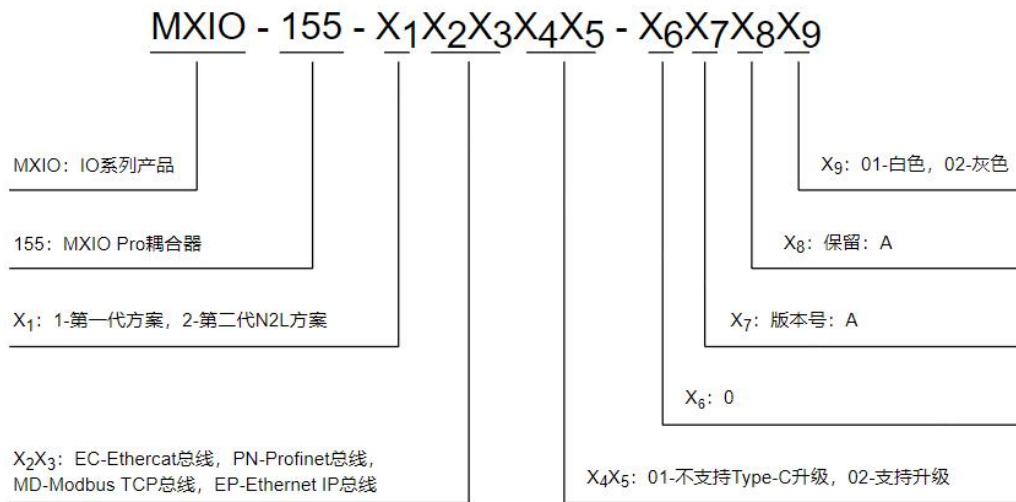 MXIO - 155 - X1X2X3X4X5 - X6X7X8X9
MXIO：IO系列产品
X9：01-白色，02-灰色
155：MXIO Pro耦合器
X8：保留：A
X1：1-第一代方案，2-第二代N2L方案
X7：版本号：A
X6：0
X2X3：EC-Ethercat总线，PN-Profinet总线，
MD-Modbus TCP总线，EP-Ethernet IP总线
X4X5：01-不支持Type-C升级，02-支持升级